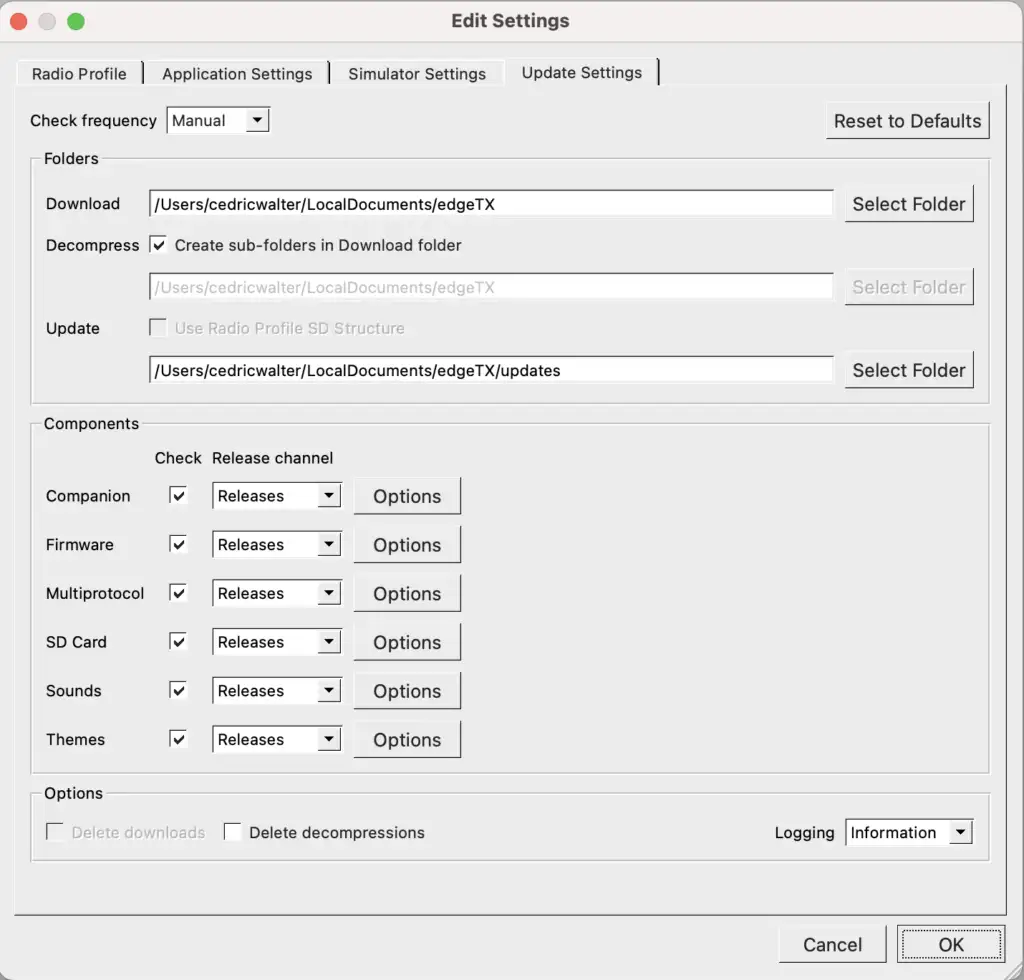 Edit Settings
Radio Profile Application Settings Simulator Settings Update Settings
Check frequency Manual Reset to Defaults
Folders
Download /Users/cedricwalter/LocalDocuments/edgeTX Select Folder
Decompress Create sub-folders in Download folder
/Users/cedricwalter/LocalDocuments/edgeTX Select Folder
Update Use Radio Profile SD Structure
/Users/cedricwalter/LocalDocuments/edgeTX/updates Select Folder
Components
Check Release channel
Companion Releases Options
Firmware Releases Options
Multiprotocol Releases Options
SD Card Releases Options
Sounds Releases Options
Themes Releases Options
Options
Delete downloads Delete decompressions Logging Information
Cancel OK